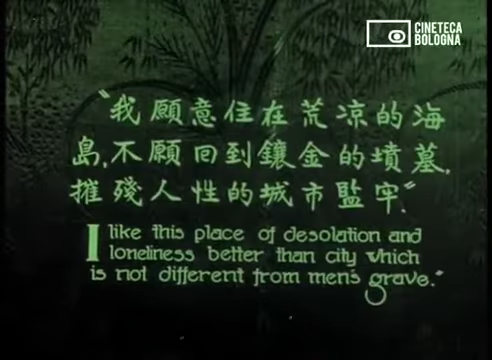 CINETECA
BOLOGNA
"我願意住在荒凉的海
島,不願回到鑲金的墳墓,
摧殘人性的城市監牢."
I like this place of desolation and
loneliness better than city which
is not different from men's grave."